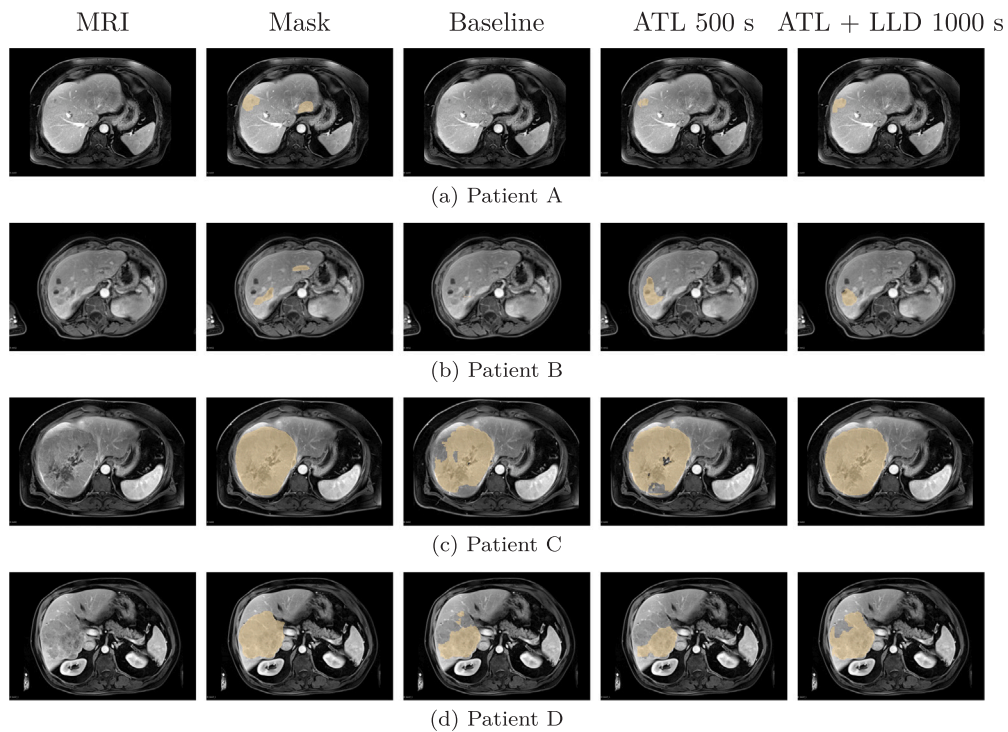 MRI Mask Baseline ATL 500 s ATL + LLD 1000 s
(a) Patient A
(b) Patient B
(c) Patient C
(d) Patient D